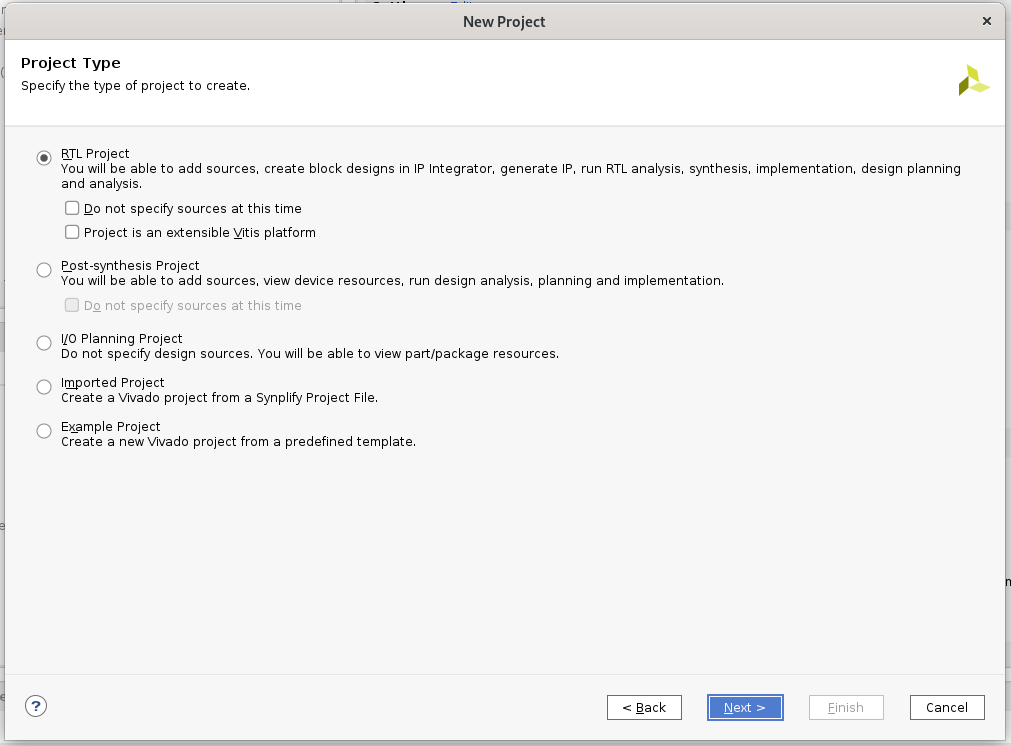 New Project
Project Type
Specify the type of project to create.
RTL Project
You will be able to add sources, create block designs in IP Integrator, generate IP, run RTL analysis, synthesis, implementation, design planning
and analysis.
Do not specify sources at this time
Project is an extensible Vitis platform
Post-synthesis Project
You will be able to add sources, view device resources, run design analysis, planning and implementation.
Do not specify sources at this time
I/O Planning Project
Do not specify design sources. You will be able to view part/package resources.
Imported Project
Create a Vivado project from a Synplify Project File.
Example Project
Create a new Vivado project from a predefined template.
? < Back Next > Finish Cancel